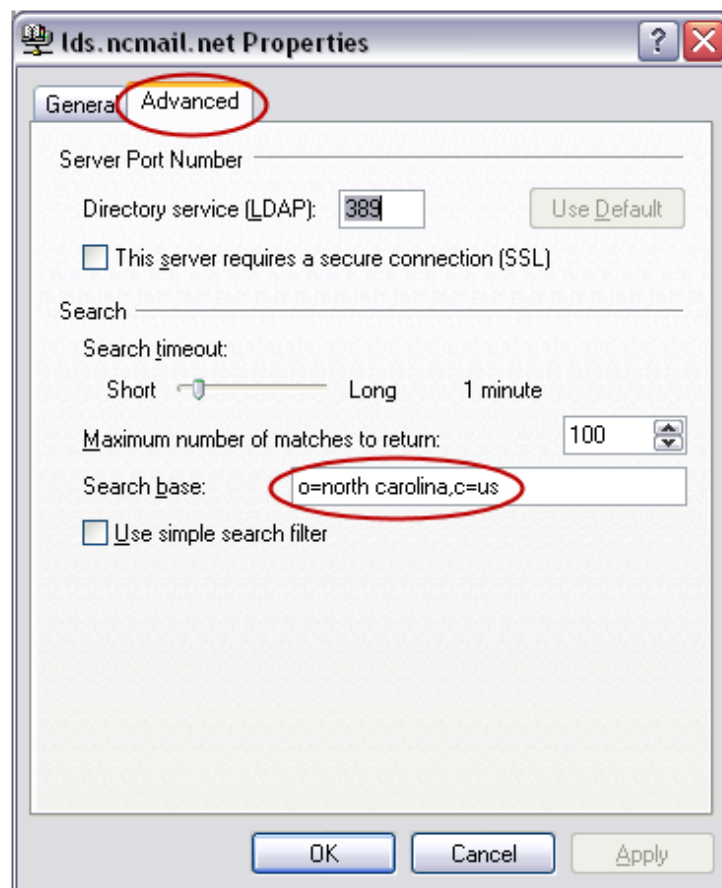 lds.ncmail.net Properties
General Advanced
Server Port Number
Directory service (LDAP): 389 Use Default
This server requires a secure connection (SSL)
Search
Search timeout:
Short Long 1 minute
Maximum number of matches to return: 100
Search base: o=north carolina,c=us
Use simple search filter
OK Cancel Apply